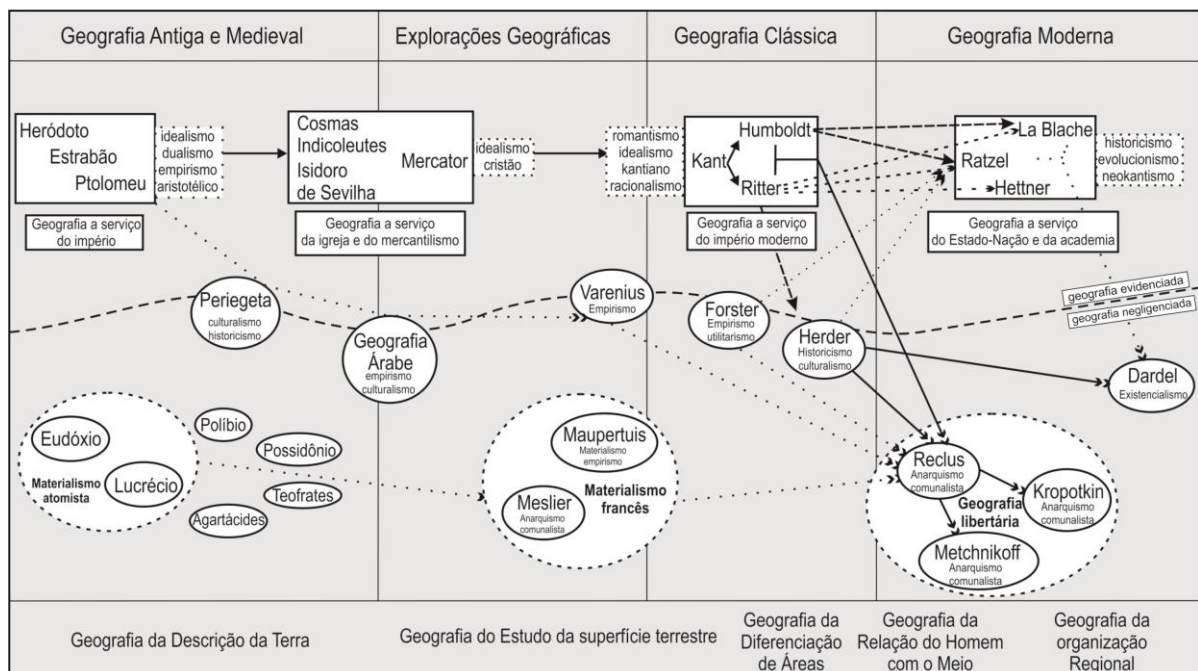 Geografia Antiga e Medieval
Explorações Geográficas
Geografia Clássica
Geografia Moderna
Heródoto
Estrabão
Ptolomeu
idealismo
dualismo
empirismo
aristotélico
Geografia a serviço
do império
Cosmas
Indicoleutes
Isidoro
de Sevilha
Mercator
idealismo
cristão
Geografia a serviço
da igreja e do mercantilismo
romantismo
idealismo
kantiano
racionalismo
Humboldt
Kant
Ritter
Geografia a serviço
do império moderno
La Blache
Ratzel
Hettner
historicismo
evolucionismo
neokantismo
Geografia a serviço
do Estado-Nação e da academia
Periegeta
culturalismo
historicismo
Geografia
Árabe
empirismo
culturalismo
Varenius
Empirismo
Forster
Empirismo
utilitarismo
Herder
Historicismo
culturalismo
geografia evidenciada
geografia negligenciada
Dardel
Existencialismo
Eudóxio
Lucrécio
Materialismo
atomista
Políbio
Possidônio
Teofrates
Agartácides
Maupertuis
Materialismo
empirismo
Meslier
Anarquismo
comunalista
Materialismo
francês
Reclus
Anarquismo
comunalista
Geografia
libertária
Kropotkin
Anarquismo
comunalista
Metchnikoff
Anarquismo
comunalista
Geografia da Descrição da Terra
Geografia do Estudo da superfície terrestre
Geografia da
Diferenciação
de Áreas
Geografia da
Relação do Homem
com o Meio
Geografia da
organização
Regional